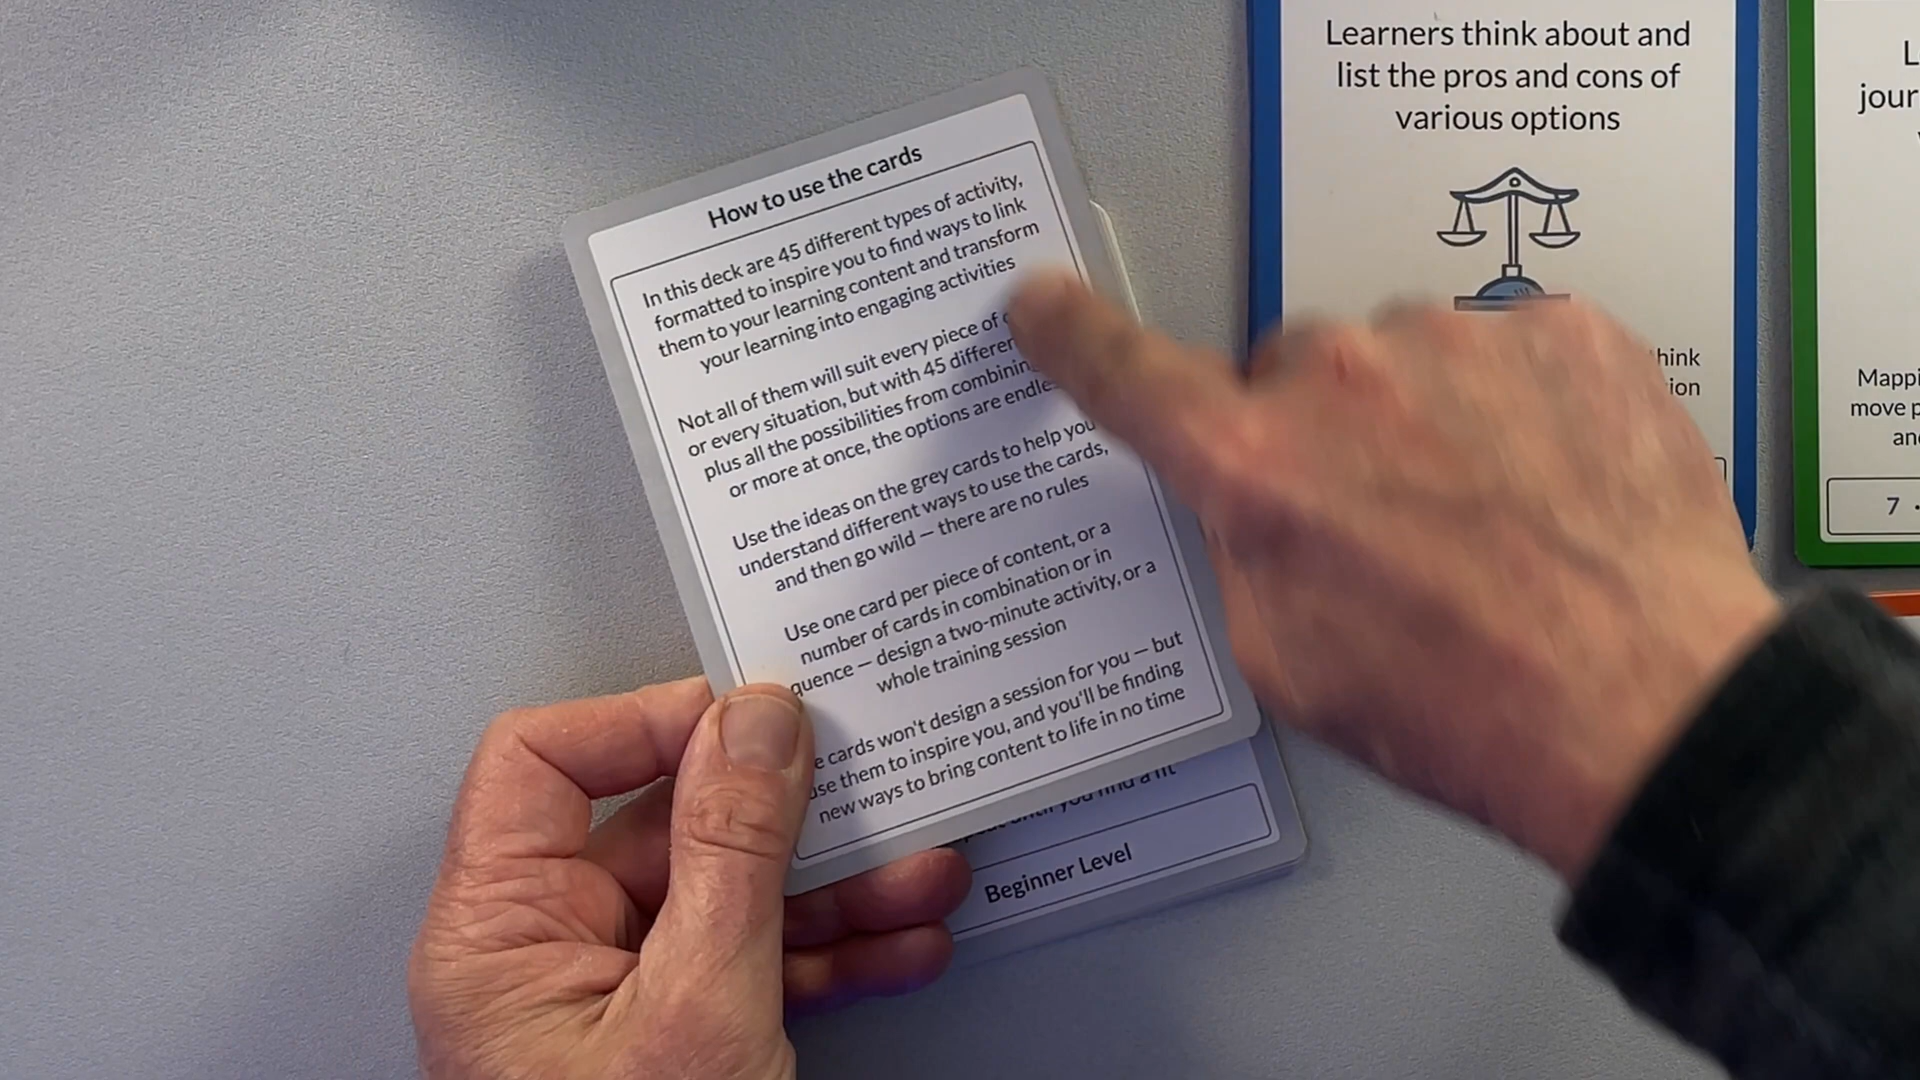 How to use the cards
In this deck are 45 different types of activity,
formatted to inspire you to find ways to link
them to your learning content and transform
your learning into engaging activities
Not all of them will suit every piece of
or every situation, but with 45
plus all the possibilities from combining
or more at once, the options are
Use the ideas on the grey cards to help you
understand different ways to use the cards,
and then go wild — there are no rules
Use one card per piece of content, or a
number of cards in combination or in
quence — design a two-minute activity, or a
whole training session
cards won't design a session for you — but
use them to inspire you, and you'll be finding
new ways to bring content to life in no time
until you find a fit
Beginner Level
Learners think about and
list the pros and cons of
various options
hink
ion
L
jour
Mappi
move p
and
7